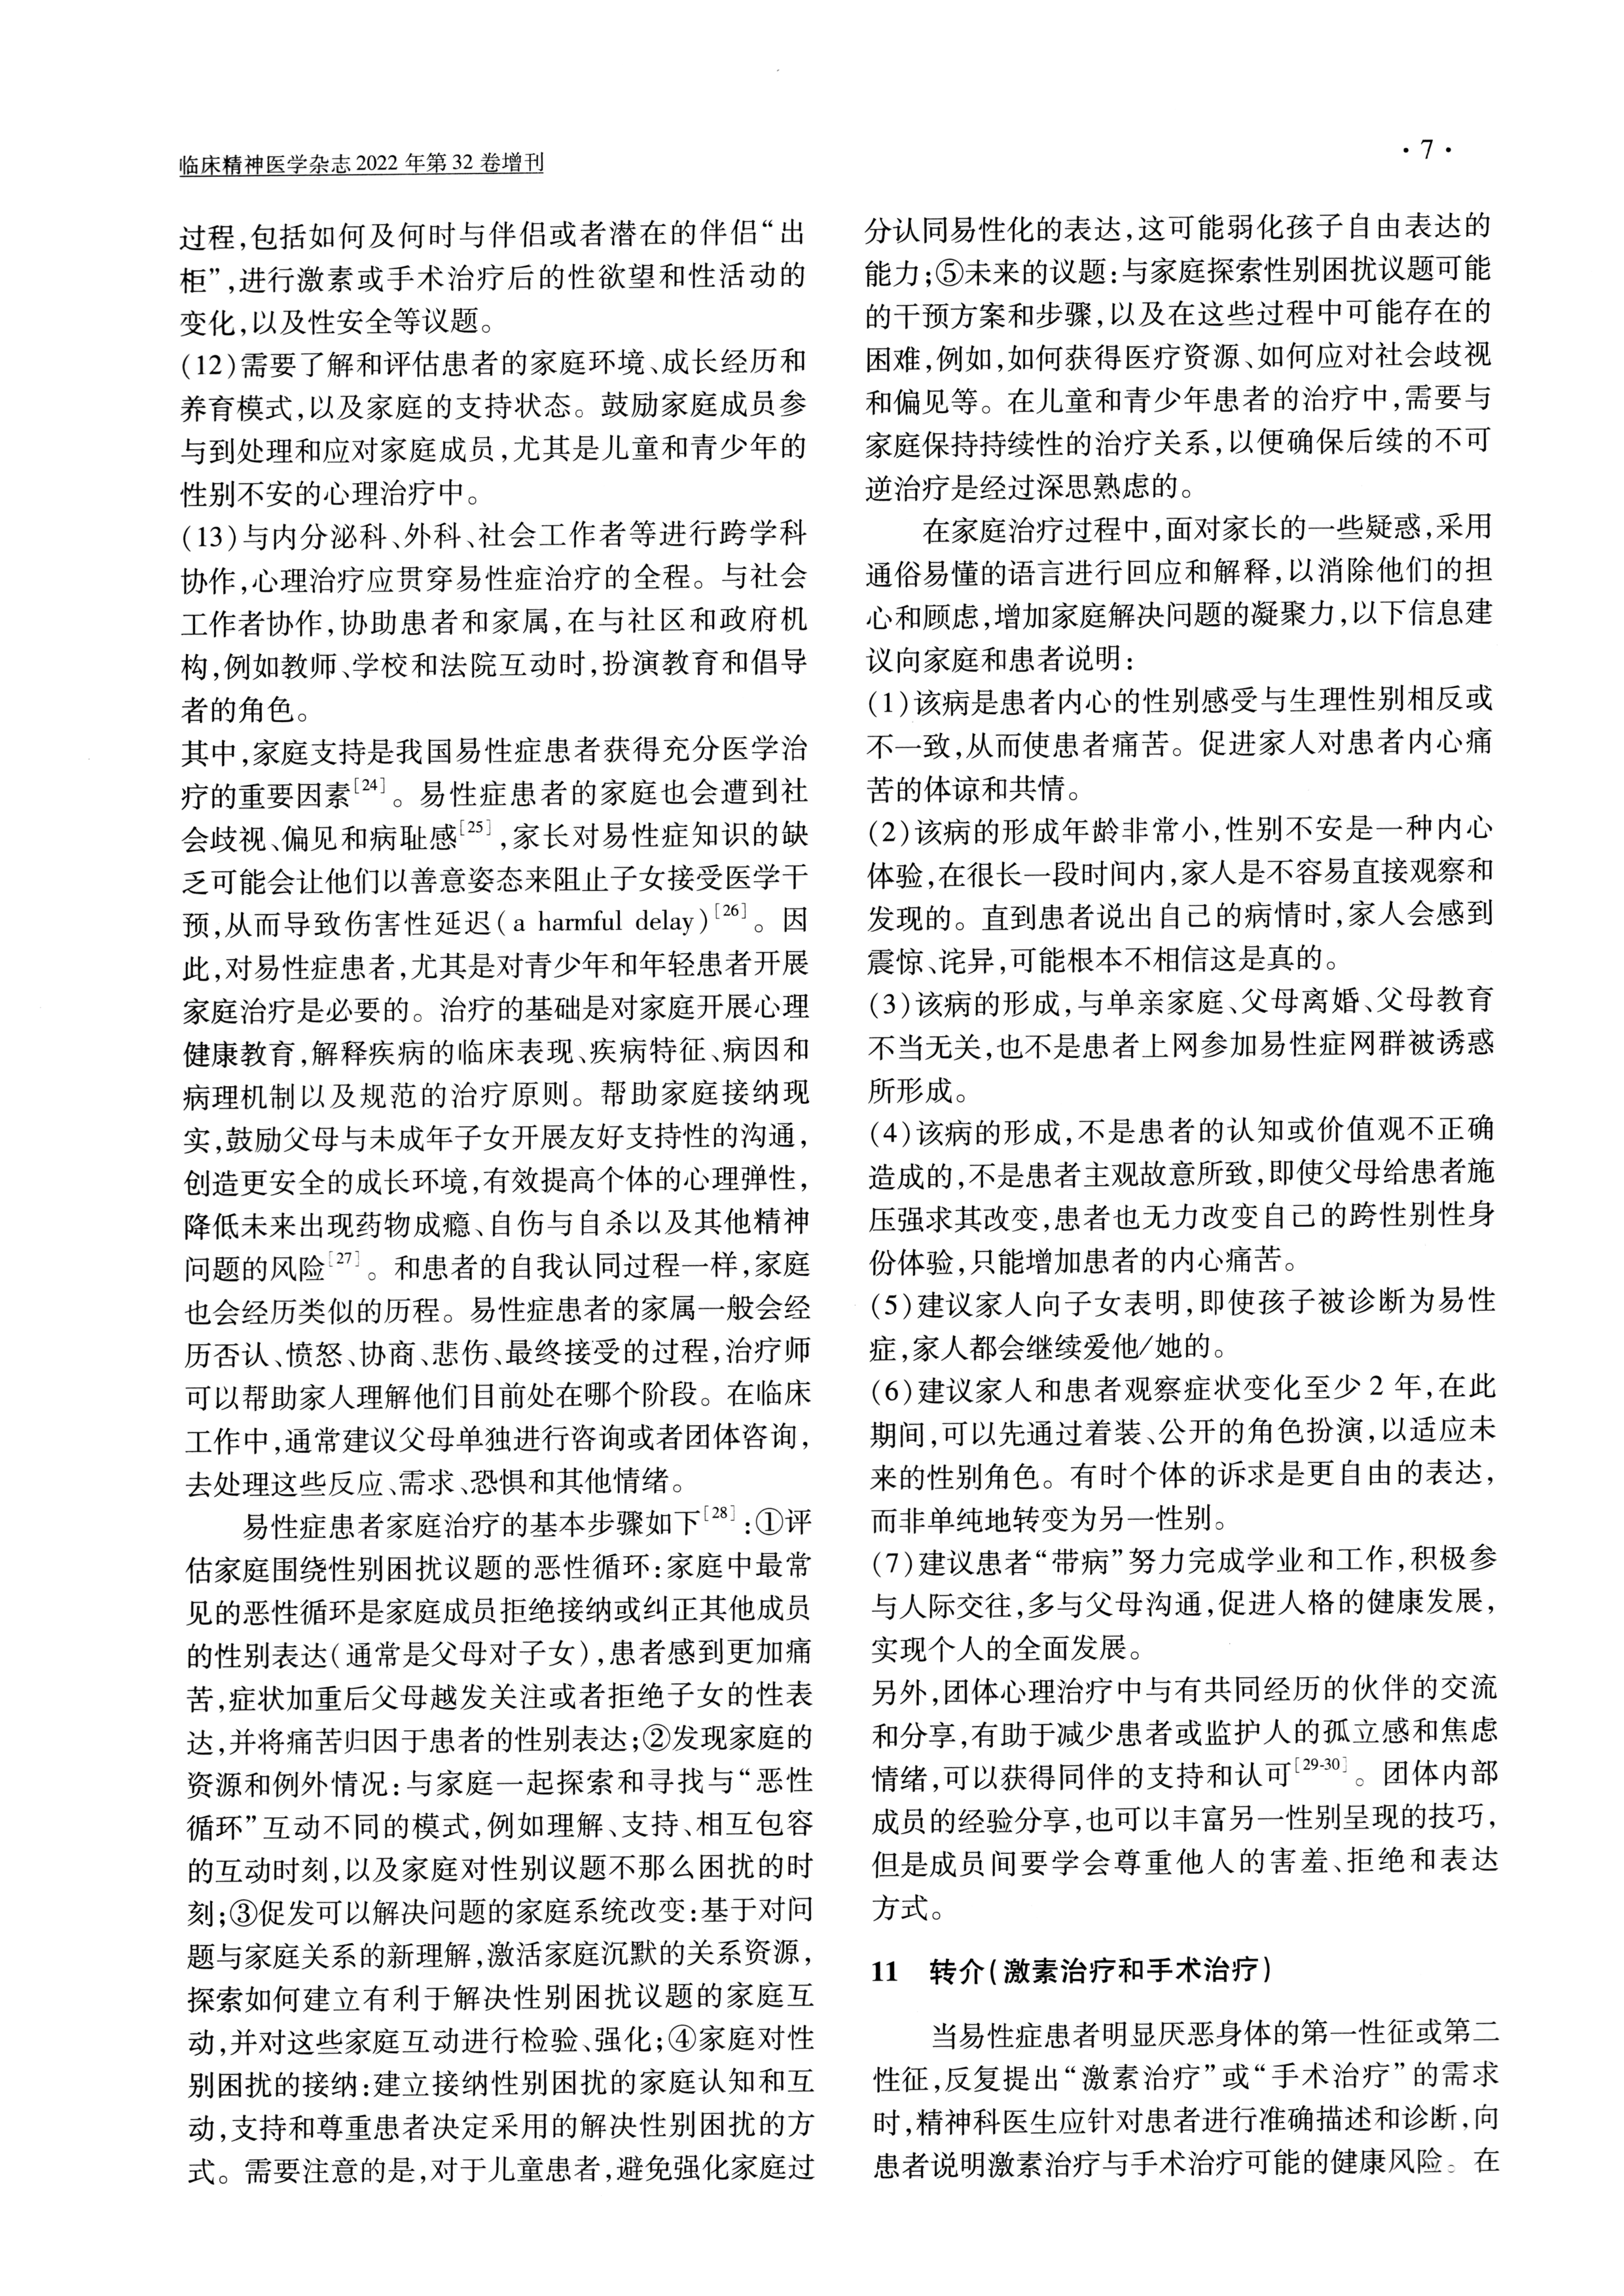 临床精神医学杂志2022年第32卷增刊
·7·
过程,包括如何及何时与伴侣或者潜在的伴侣“出
柜”,进行激素或手术治疗后的性欲望和性活动的
变化,以及性安全等议题。
(12)需要了解和评估患者的家庭环境、成长经历和
养育模式,以及家庭的支持状态。鼓励家庭成员参
与到处理和应对家庭成员,尤其是儿童和青少年的
性别不安的心理治疗中。
(13)与内分泌科、外科、社会工作者等进行跨学科
协作,心理治疗应贯穿易性症治疗的全程。与社会
工作者协作,协助患者和家属,在与社区和政府机
构,例如教师、学校和法院互动时,扮演教育和倡导
者的角色。
其中,家庭支持是我国易性症患者获得充分医学治
疗的重要因素[24]。易性症患者的家庭也会遭到社
会歧视、偏见和病耻感[25],家长对易性症知识的缺
乏可能会让他们以善意姿态来阻止子女接受医学干
预,从而导致伤害性延迟(a harmful delay)[26]。因
此,对易性症患者,尤其是对青少年和年轻患者开展
家庭治疗是必要的。治疗的基础是对家庭开展心理
健康教育,解释疾病的临床表现、疾病特征、病因和
病理机制以及规范的治疗原则。帮助家庭接纳现
实,鼓励父母与未成年子女开展友好支持性的沟通,
创造更安全的成长环境,有效提高个体的心理弹性,
降低未来出现药物成瘾、自伤与自杀以及其他精神
问题的风险[27]。和患者的自我认同过程一样,家庭
也会经历类似的历程。易性症患者的家属一般会经
历否认、愤怒、协商、悲伤、最终接受的过程,治疗师
可以帮助家人理解他们目前处在哪个阶段。在临床
工作中,通常建议父母单独进行咨询或者团体咨询,
去处理这些反应、需求、恐惧和其他情绪。
易性症患者家庭治疗的基本步骤如下[28]:①评
估家庭围绕性别困扰议题的恶性循环:家庭中最常
见的恶性循环是家庭成员拒绝接纳或纠正其他成员
的性别表达(通常是父母对子女),患者感到更加痛
苦,症状加重后父母越发关注或者拒绝子女的性表
达,并将痛苦归因于患者的性别表达;②发现家庭的
资源和例外情况:与家庭一起探索和寻找与“恶性
循环”互动不同的模式,例如理解、支持、相互包容
的互动时刻,以及家庭对性别议题不那么困扰的时
刻;③促发可以解决问题的家庭系统改变:基于对问
题与家庭关系的新理解,激活家庭沉默的关系资源,
探索如何建立有利于解决性别困扰议题的家庭互
动,并对这些家庭互动进行检验、强化;④家庭对性
别困扰的接纳:建立接纳性别困扰的家庭认知和互
动,支持和尊重患者决定采用的解决性别困扰的方
式。需要注意的是,对于儿童患者,避免强化家庭过
分认同易性化的表达,这可能弱化孩子自由表达的
能力;⑤未来的议题:与家庭探索性别困扰议题可能
的干预方案和步骤,以及在这些过程中可能存在的
困难,例如,如何获得医疗资源、如何应对社会歧视
和偏见等。在儿童和青少年患者的治疗中,需要与
家庭保持持续性的治疗关系,以便确保后续的不可
逆治疗是经过深思熟虑的。
在家庭治疗过程中,面对家长的一些疑惑,采用
通俗易懂的语言进行回应和解释,以消除他们的担
心和顾虑,增加家庭解决问题的凝聚力,以下信息建
议向家庭和患者说明:
(1)该病是患者内心的性别感受与生理性别相反或
不一致,从而使患者痛苦。促进家人对患者内心痛
苦的体谅和共情。
(2)该病的形成年龄非常小,性别不安是一种内心
体验,在很长一段时间内,家人是不容易直接观察和
发现的。直到患者说出自己的病情时,家人会感到
震惊、诧异,可能根本不相信这是真的。
(3)该病的形成,与单亲家庭、父母离婚、父母教育
不当无关,也不是患者上网参加易性症网群被诱惑
所形成。
(4)该病的形成,不是患者的认知或价值观不正确
造成的,不是患者主观故意所致,即使父母给患者施
压强求其改变,患者也无力改变自己的跨性别性身
份体验,只能增加患者的内心痛苦。
(5)建议家人向子女表明,即使孩子被诊断为易性
症,家人都会继续爱他/她的。
(6)建议家人和患者观察症状变化至少2年,在此
期间,可以先通过着装、公开的角色扮演,以适应未
来的性别角色。有时个体的诉求是更自由的表达,
而非单纯地转变为另一性别。
(7)建议患者“带病”努力完成学业和工作,积极参
与人际交往,多与父母沟通,促进人格的健康发展,
实现个人的全面发展。
另外,团体心理治疗中与有共同经历的伙伴的交流
和分享,有助于减少患者或监护人的孤立感和焦虑
情绪,可以获得同伴的支持和认可[29-30]。团体内部
成员的经验分享,也可以丰富另一性别呈现的技巧,
但是成员间要学会尊重他人的害羞、拒绝和表达
方式。
11 转介(激素治疗和手术治疗)
当易性症患者明显厌恶身体的第一性征或第二
性征,反复提出“激素治疗”或“手术治疗”的需求
时,精神科医生应针对患者进行准确描述和诊断,向
患者说明激素治疗与手术治疗可能的健康风险。在